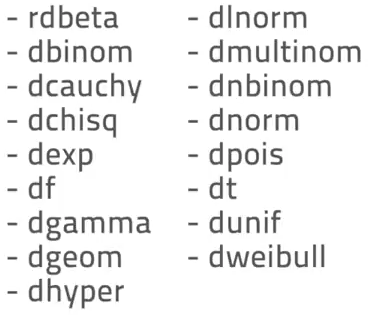 - rdbeta
- dbinom
- dcauchy
- dchisq
- dexp
- df
- dgamma
- dgeom
- dhyper
- dlnorm
- dmultinom
- dnbinom
- dnorm
- dpois
- dt
- dunif
- dweibull